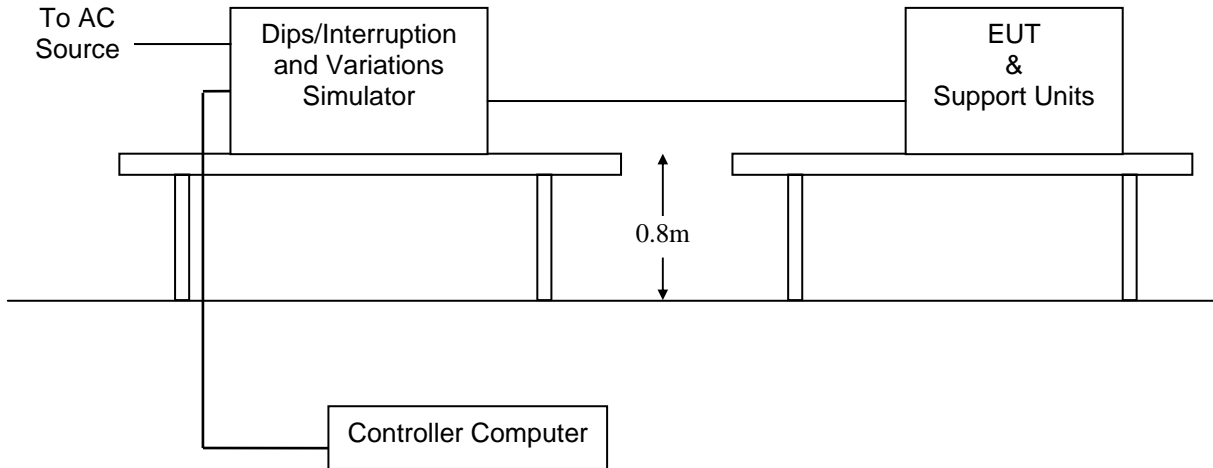 To AC
Source
Dips/Interruption
and Variations
Simulator
EUT
&
Support Units
0.8m
Controller Computer